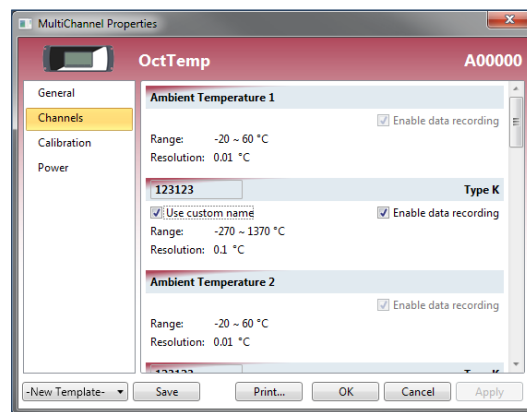 MultiChannel Properties
OctTemp A00000
General
Channels
Calibration
Power
Ambient Temperature 1
Enable data recording
Range: -20 ~ 60 °C
Resolution: 0.01 °C
123123 Type K
Use custom name Enable data recording
Range: -270 ~ 1370 °C
Resolution: 0.1 °C
Ambient Temperature 2
Enable data recording
Range: -20 ~ 60 °C
Resolution: 0.01 °C
-New Template- Save Print... OK Cancel Apply